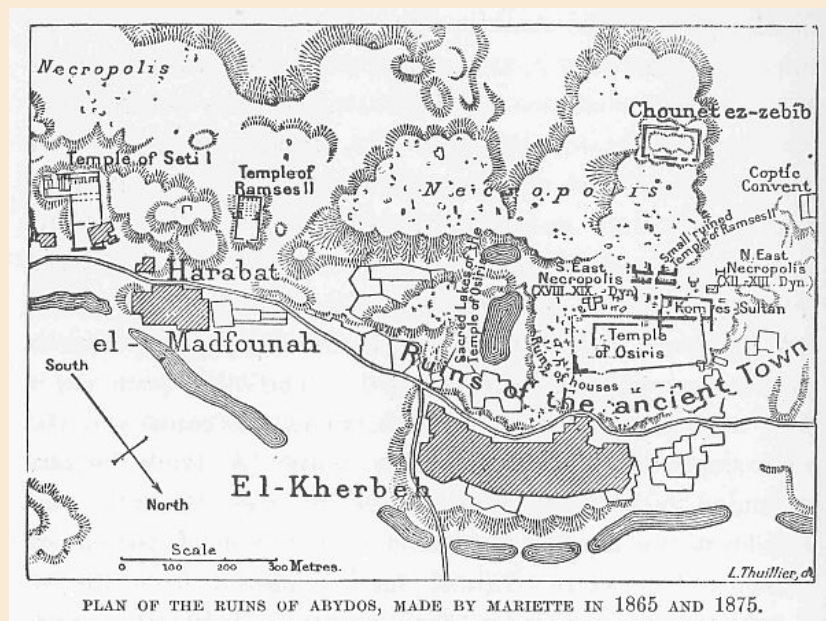 Necropolis
Chounet ez-zebib
Temple of Seti I
Temple of
Ramses II
Necropolis
Coptic
Convent
Small ruined
Temple of Ramses II
Harabat
el-Madfounah
Sacred Lakes of the
Temple of Osiris
S. East
Necropolis
(XVIII-XIX. Dyn.)
N. East
Necropolis
(XII-XIII. Dyn.)
Kom es-Sultan
Temple
of Osiris
Ruins of houses
Ruins of the ancient Town
South
North
El-Kherbeh
Scale
0 100 200 300 Metres.
L. Thuillier, del
PLAN OF THE RUINS OF ABYDOS, MADE BY MARIETTE IN 1865 AND 1875.